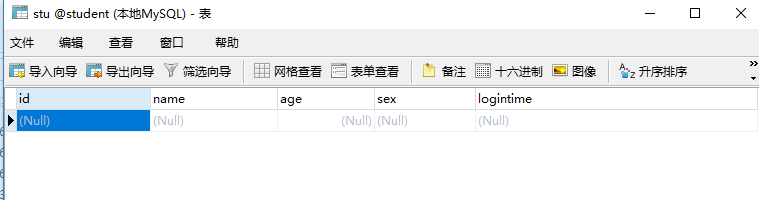 stu @student (本地MySQL) - 表
文件 编辑 查看 窗口 帮助
导入向导 导出向导 筛选向导 网格查看 表单查看 备注 十六进制 图像 升序排序
id name age sex logintime
(Null) (Null) (Null) (Null) (Null)